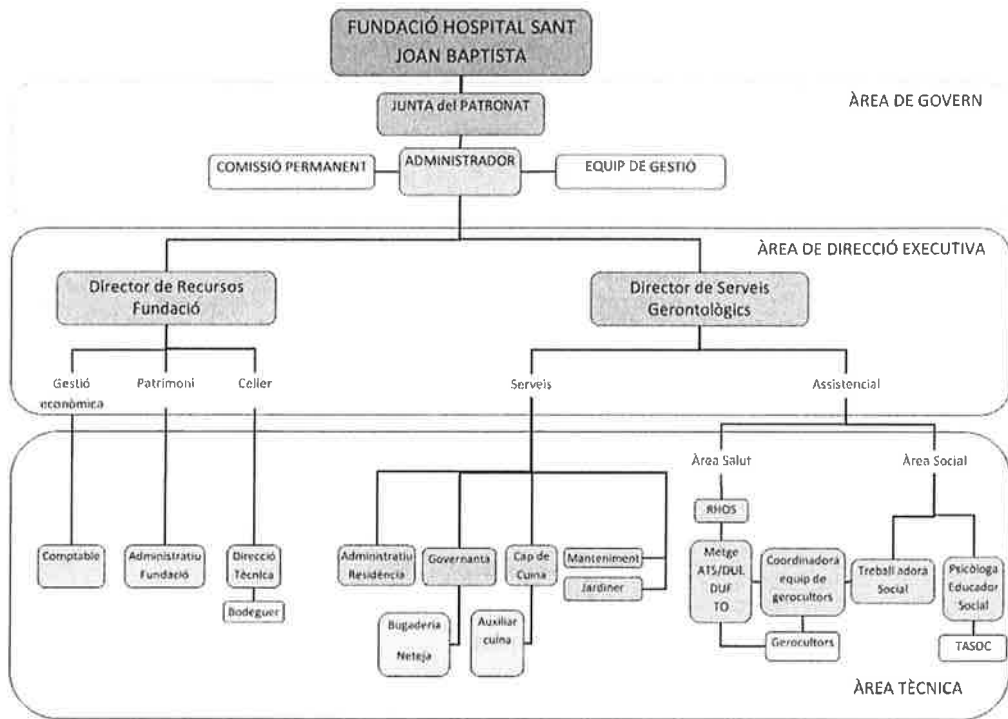 FUNDACIÓ HOSPITAL SANT
JOAN BAPTISTA
ÀREA DE GOVERN
JUNTA del PATRONAT
COMISSIÓ PERMANENT
ADMINISTRADOR
EQUIP DE GESTIÓ
ÀREA DE DIRECCIÓ EXECUTIVA
Director de Recursos
Fundació
Director de Serveis
Gerontològics
Gestió
econòmica
Patrimoni
Celler
Serveis
Assistencial
Àrea Salut
Àrea Social
RHOS
Comptable
Administratiu
Fundació
Direcció
Tècnica
Bodeguer
Administratiu
Residència
Governanta
Cap de
Cuina
Manteniment
Jardiner
Bugaderia
Neteja
Auxiliar
cuina
Metge
ATS/DUI.
DUF
TO
Coordinadora
equip de
gerocultors
Gerocultors
Treballadora
Social
Psicòloga
Educador
Social
TASOC
ÀREA TÈCNICA